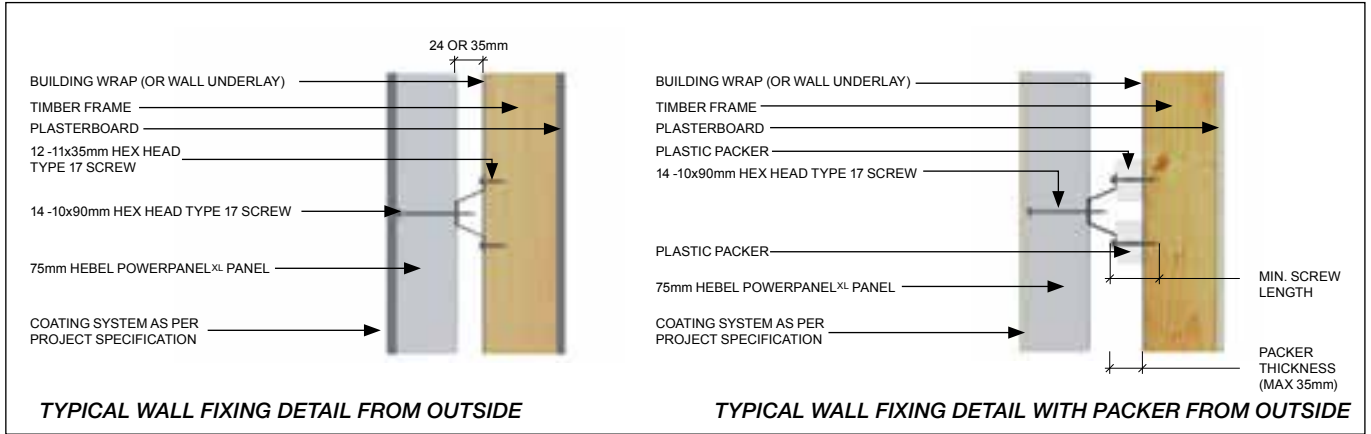 24 OR 35mm
BUILDING WRAP (OR WALL UNDERLAY)
TIMBER FRAME
PLASTERBOARD
12 -11x35mm HEX HEAD
TYPE 17 SCREW
14 -10x90mm HEX HEAD TYPE 17 SCREW
75mm HEBEL POWERPANELXL PANEL
COATING SYSTEM AS PER
PROJECT SPECIFICATION
TYPICAL WALL FIXING DETAIL FROM OUTSIDE
BUILDING WRAP (OR WALL UNDERLAY)
TIMBER FRAME
PLASTERBOARD
PLASTIC PACKER
14 -10x90mm HEX HEAD TYPE 17 SCREW
PLASTIC PACKER
75mm HEBEL POWERPANELXL PANEL
COATING SYSTEM AS PER
PROJECT SPECIFICATION
MIN. SCREW
LENGTH
PACKER
THICKNESS
(MAX 35mm)
TYPICAL WALL FIXING DETAIL WITH PACKER FROM OUTSIDE